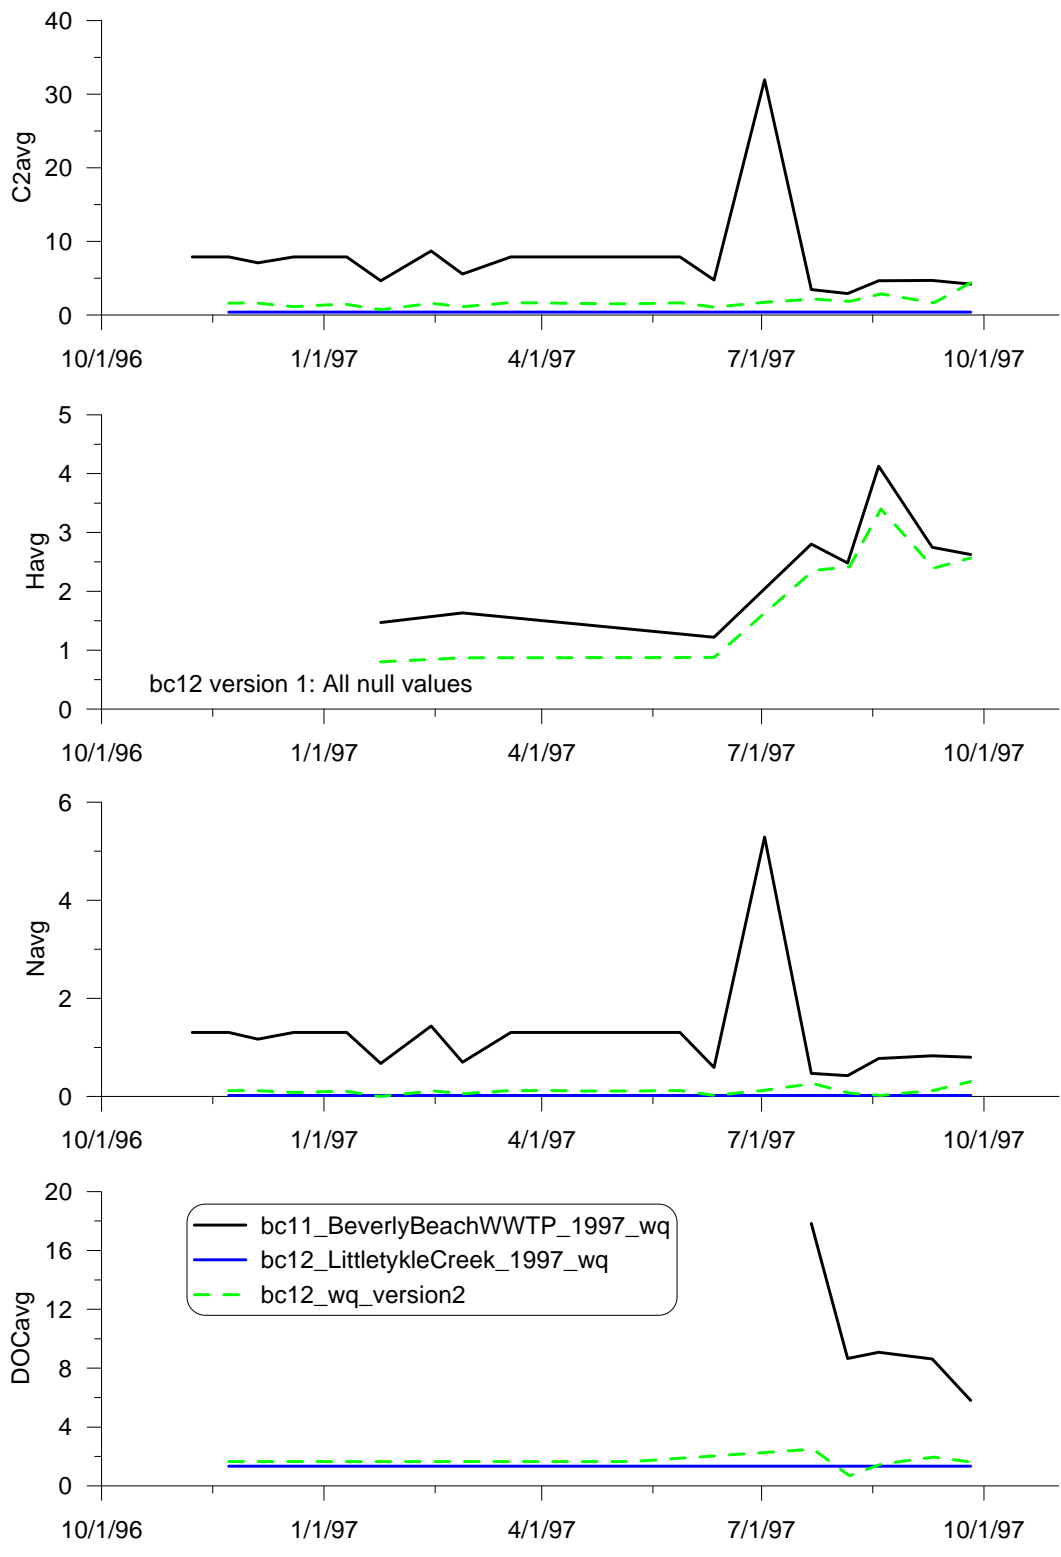 40
30
20
10
0
C2avg
10/1/96 1/1/97 4/1/97 7/1/97 10/1/97
5
4
3
2
1
0
Havg
bc12 version 1: All null values
10/1/96 1/1/97 4/1/97 7/1/97 10/1/97
6
4
2
0
Navg
10/1/96 1/1/97 4/1/97 7/1/97 10/1/97
20
16
12
8
4
0
DOCavg
bc11_BeverlyBeachWWTP_1997_wq
bc12_LittletykleCreek_1997_wq
bc12_wq_version2
10/1/96 1/1/97 4/1/97 7/1/97 10/1/97